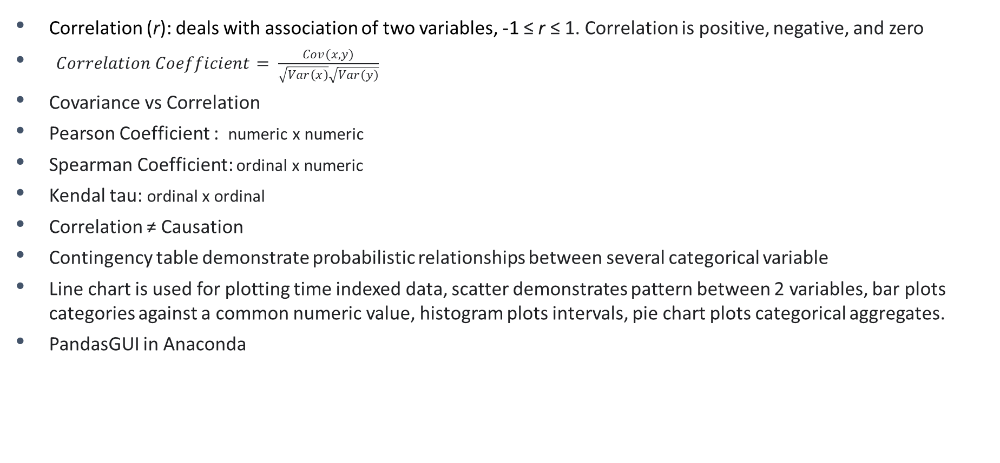 • Correlation (r): deals with association of two variables, -1 ≤ r ≤ 1. Correlation is positive, negative, and zero
• Correlation Coefficient = Cov(x,y) / √Var(x)√Var(y)
• Covariance vs Correlation
• Pearson Coefficient : numeric x numeric
• Spearman Coefficient: ordinal x numeric
• Kendal tau: ordinal x ordinal
• Correlation ≠ Causation
• Contingency table demonstrate probabilistic relationships between several categorical variable
• Line chart is used for plotting time indexed data, scatter demonstrates pattern between 2 variables, bar plots
categories against a common numeric value, histogram plots intervals, pie chart plots categorical aggregates.
• PandasGUI in Anaconda